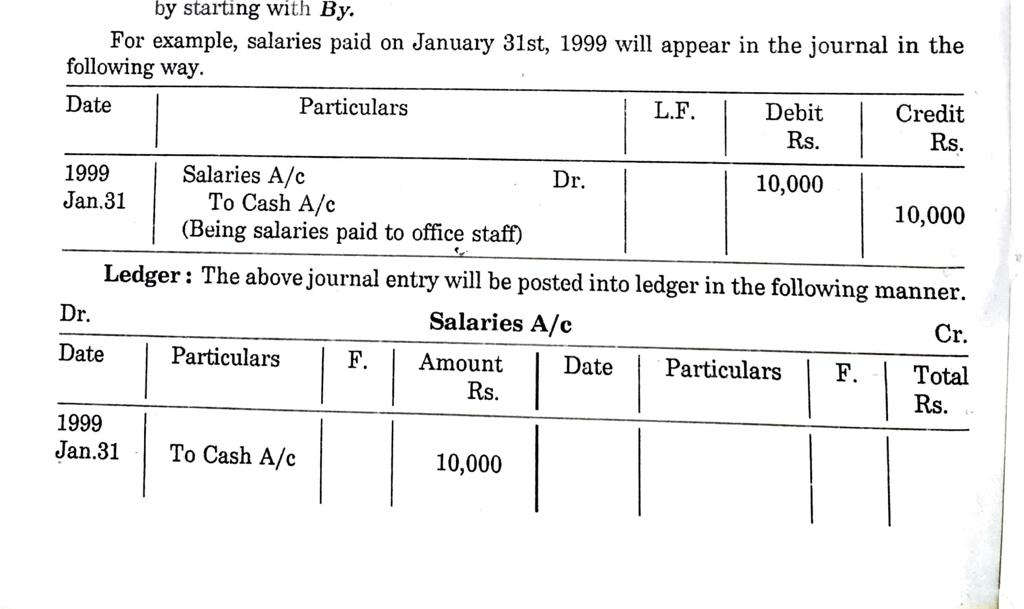 by starting with By.
For example, salaries paid on January 31st, 1999 will appear in the journal in the
following way.
Date Particulars L.F. Debit Credit
Rs. Rs.
1999 Salaries A/c Dr. 10,000
Jan.31 To Cash A/c 10,000
(Being salaries paid to office staff)
Ledger : The above journal entry will be posted into ledger in the following manner.
Dr. Salaries A/c Cr.
Date Particulars F. Amount Date Particulars F. Total
Rs. Rs.
1999
Jan.31 To Cash A/c 10,000